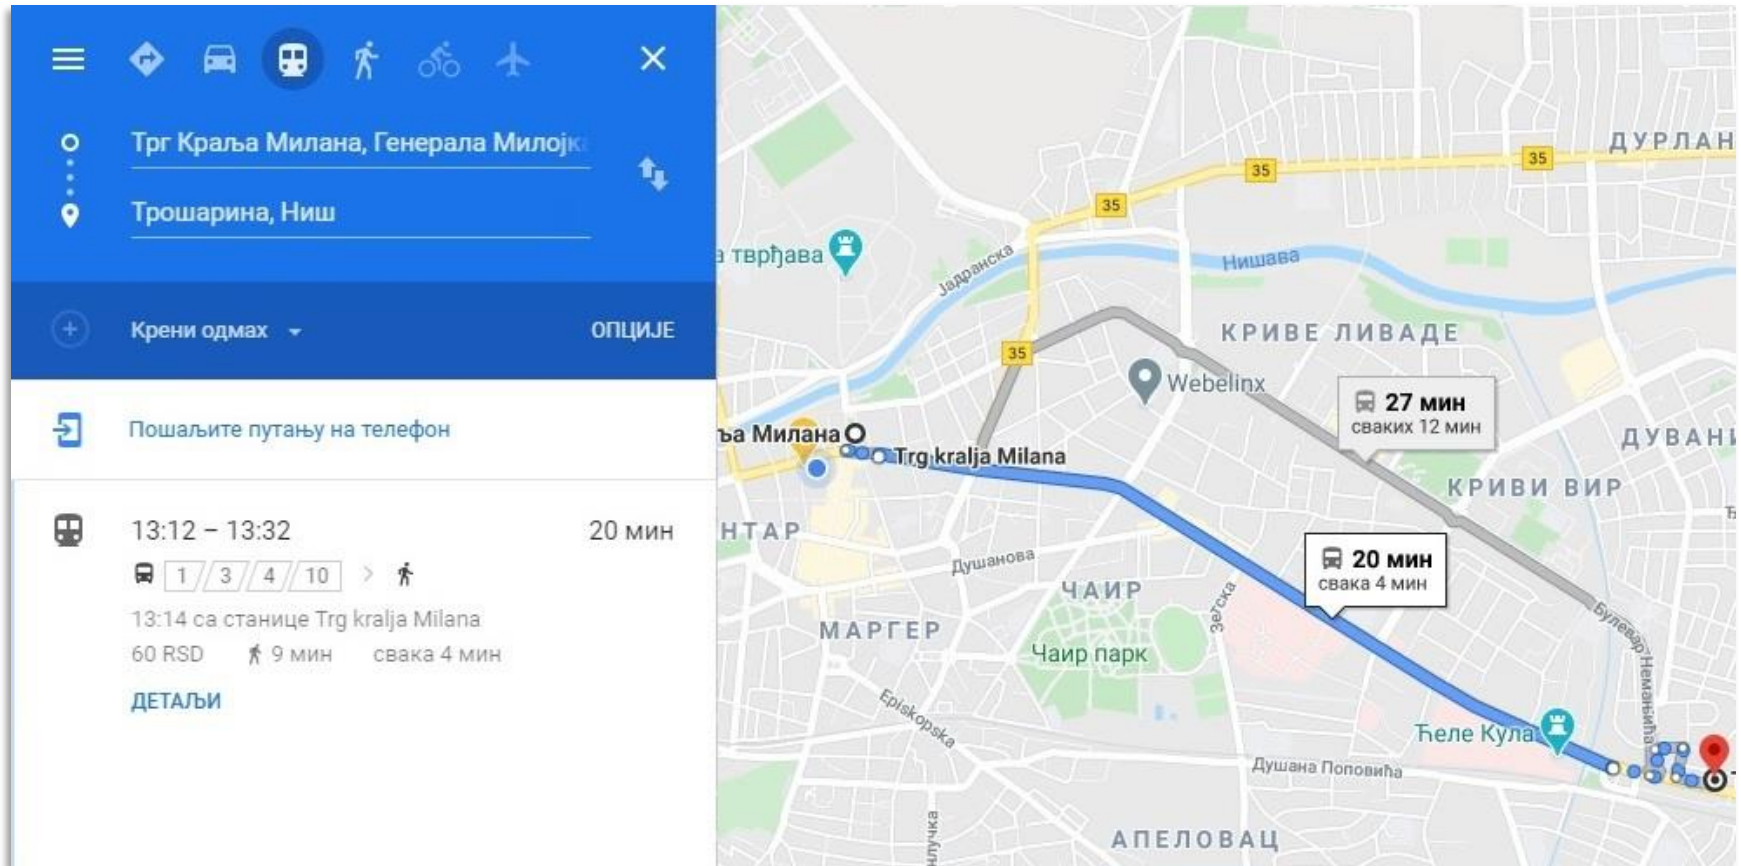 Трг Краља Милана, Генерала Милојк
Трошарина, Ниш
Крени одмах
ОПЦИЈЕ
Пошаљите путању на телефон
13:12 – 13:32
20 мин
1 3 4 10
13:14 са станице Trg kralja Milana
60 RSD 9 мин свака 4 мин
ДЕТАЉИ
ДУРЛАН
35
35
35
тврђава
Јадранска
Нишава
КРИВЕ ЛИВАДЕ
35
Webelinx
27 мин
сваких 12 мин
ља Милана
Trg kralja Milana
ДУВАНИ
КРИВИ ВИР
НТАР
Душанова
20 мин
свака 4 мин
ЧАИР
Зетска
МАРГЕР
Чаир парк
Булевар Немањића
Episkopska
Ћеле Кула
Душана Поповића
АПЕЛОВАЦ